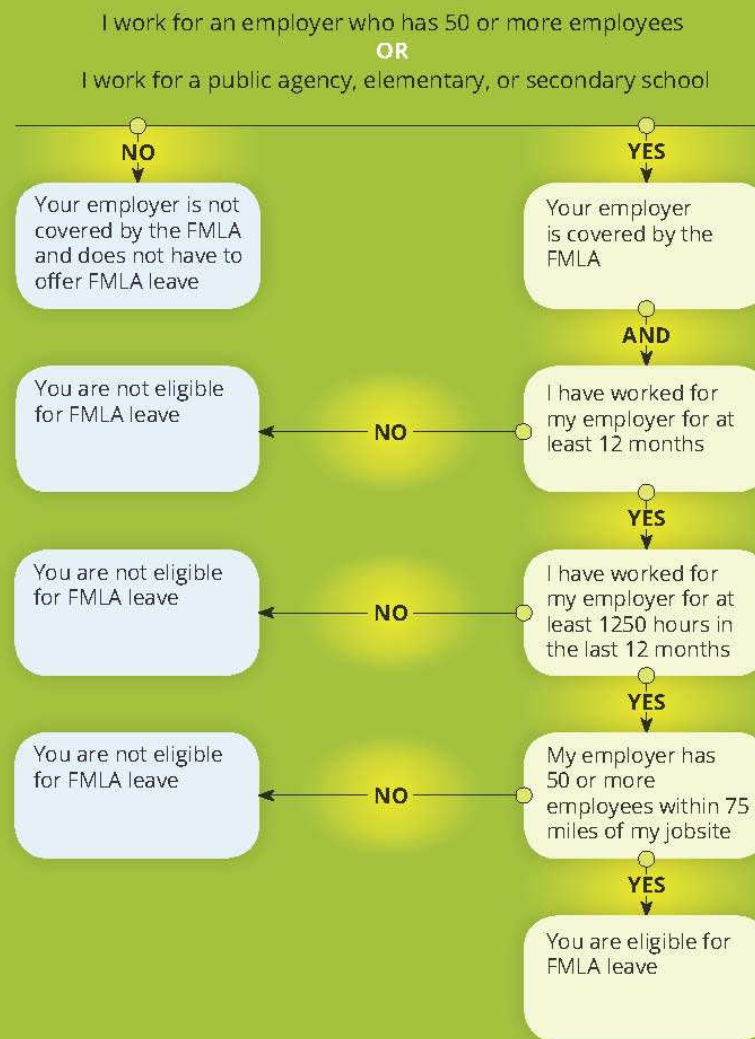 I work for an employer who has 50 or more employees
OR
I work for a public agency, elementary, or secondary school
NO
YES
Your employer is not
covered by the FMLA
and does not have to
offer FMLA leave
Your employer
is covered by the
FMLA
AND
You are not eligible
for FMLA leave
NO
I have worked for
my employer for at
least 12 months
YES
You are not eligible
for FMLA leave
NO
I have worked for
my employer for at
least 1250 hours in
the last 12 months
YES
You are not eligible
for FMLA leave
NO
My employer has
50 or more
employees within 75
miles of my jobsite
YES
You are eligible for
FMLA leave